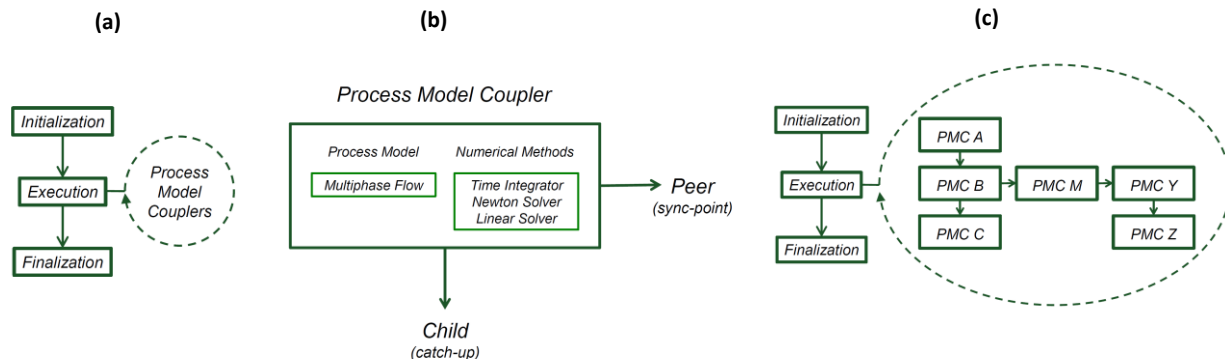 (a)
Initialization
Execution
Finalization
Process
Model
Couplers
(b)
Process Model Coupler
Process Model
Multiphase Flow
Numerical Methods
Time Integrator
Newton Solver
Linear Solver
Peer
(sync-point)
Child
(catch-up)
(c)
Initialization
Execution
Finalization
PMC A
PMC B
PMC M
PMC Y
PMC C
PMC Z